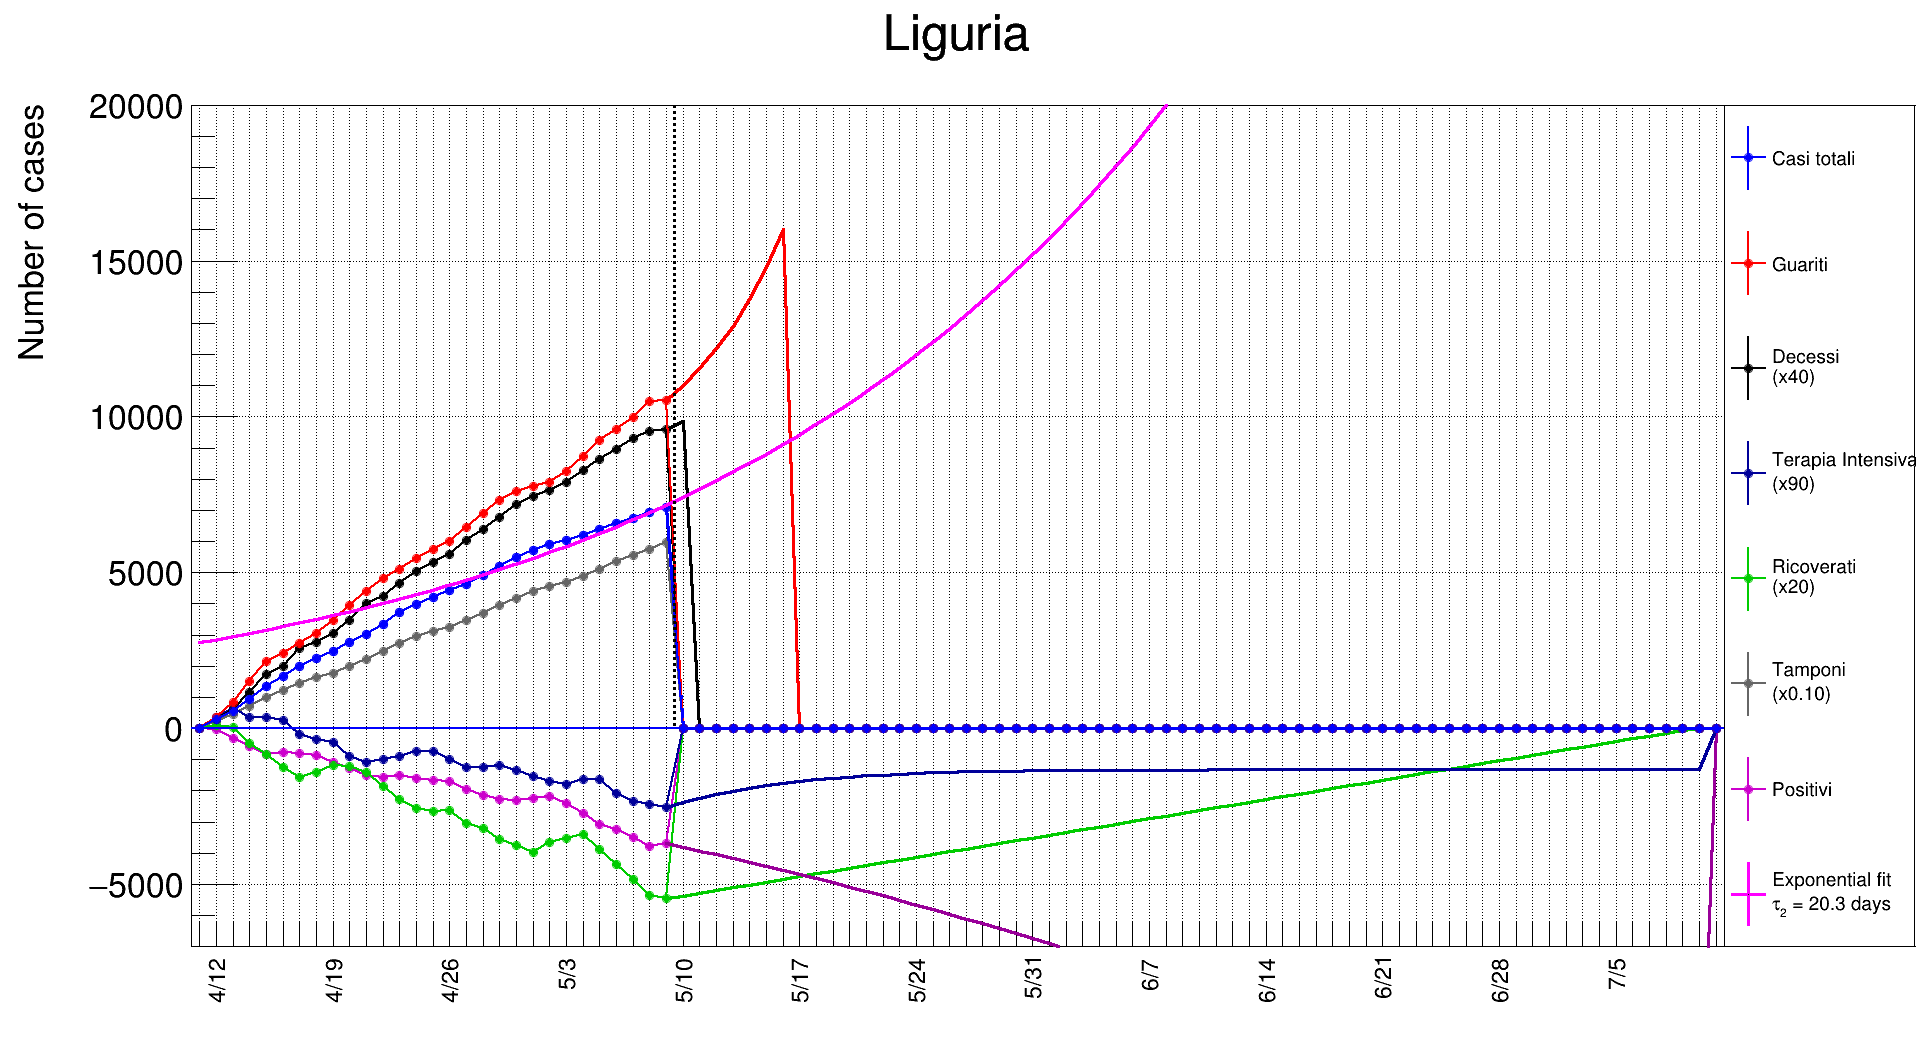 Liguria
Number of cases
20000
15000
10000
5000
0
−5000
4/12
4/19
4/26
5/3
5/10
5/17
5/24
5/31
6/7
6/14
6/21
6/28
7/5
Casi totali
Guariti
Decessi
(x40)
Terapia Intensiva
(x90)
Ricoverati
(x20)
Tamponi
(x0.10)
Positivi
Exponential fit
τ2 = 20.3 days